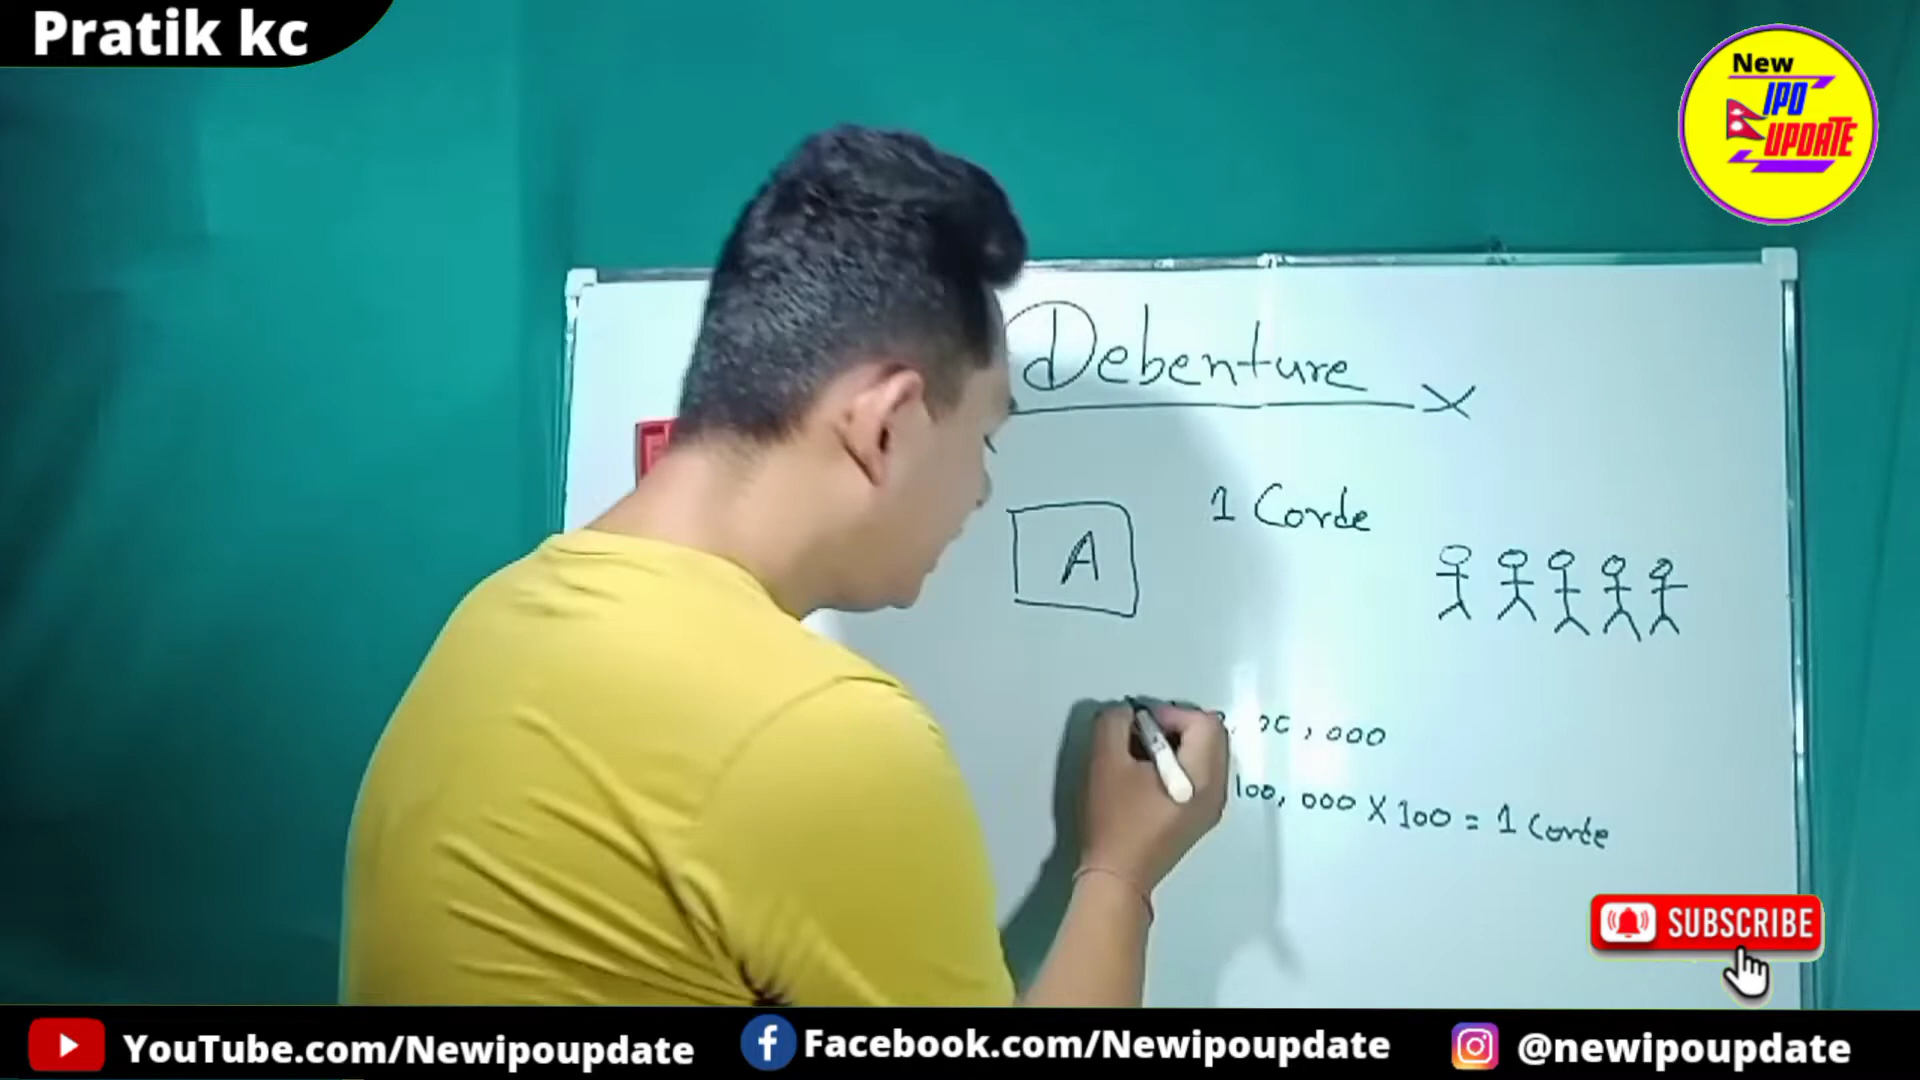 Pratik kc
New
IPO
UPDATE
Debenture
1 Corde
A
000
100,000 X 100 = 1 Corde
SUBSCRIBE
YouTube.com/Newipoupdate
Facebook.com/Newipoupdate
@newipoupdate